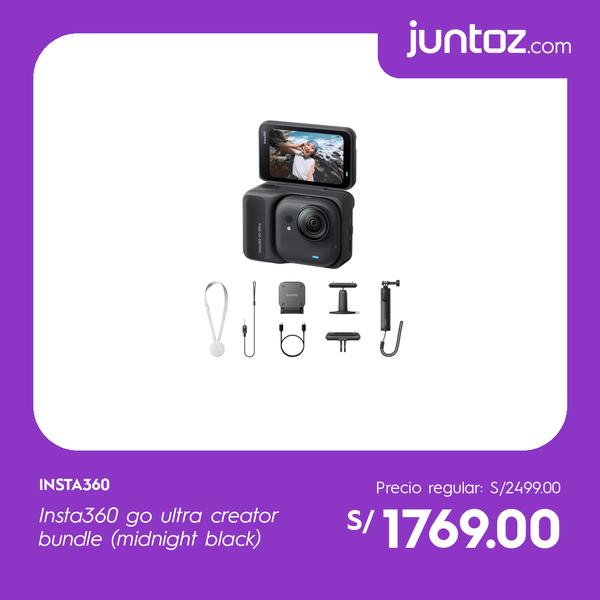 juntoz.com
INSTA360
Insta360 go ultra creator
bundle (midnight black)
Precio regular: S/2499.00
S/ 1769.00